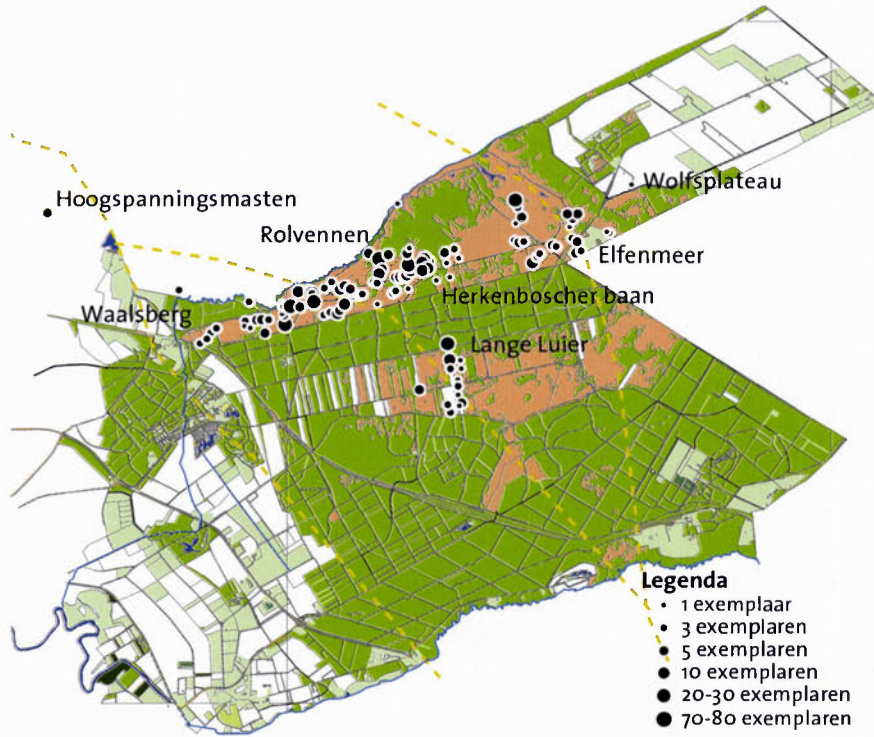 Wolfsplateau
Hoogspanningsmasten
Rolvennen
Elfenmeer
Herkenboscher baan
Waalsberg
Lange Luier
Legenda
1 exemplaar
3 exemplaren
5 exemplaren
10 exemplaren
20-30 exemplaren
70-80 exemplaren